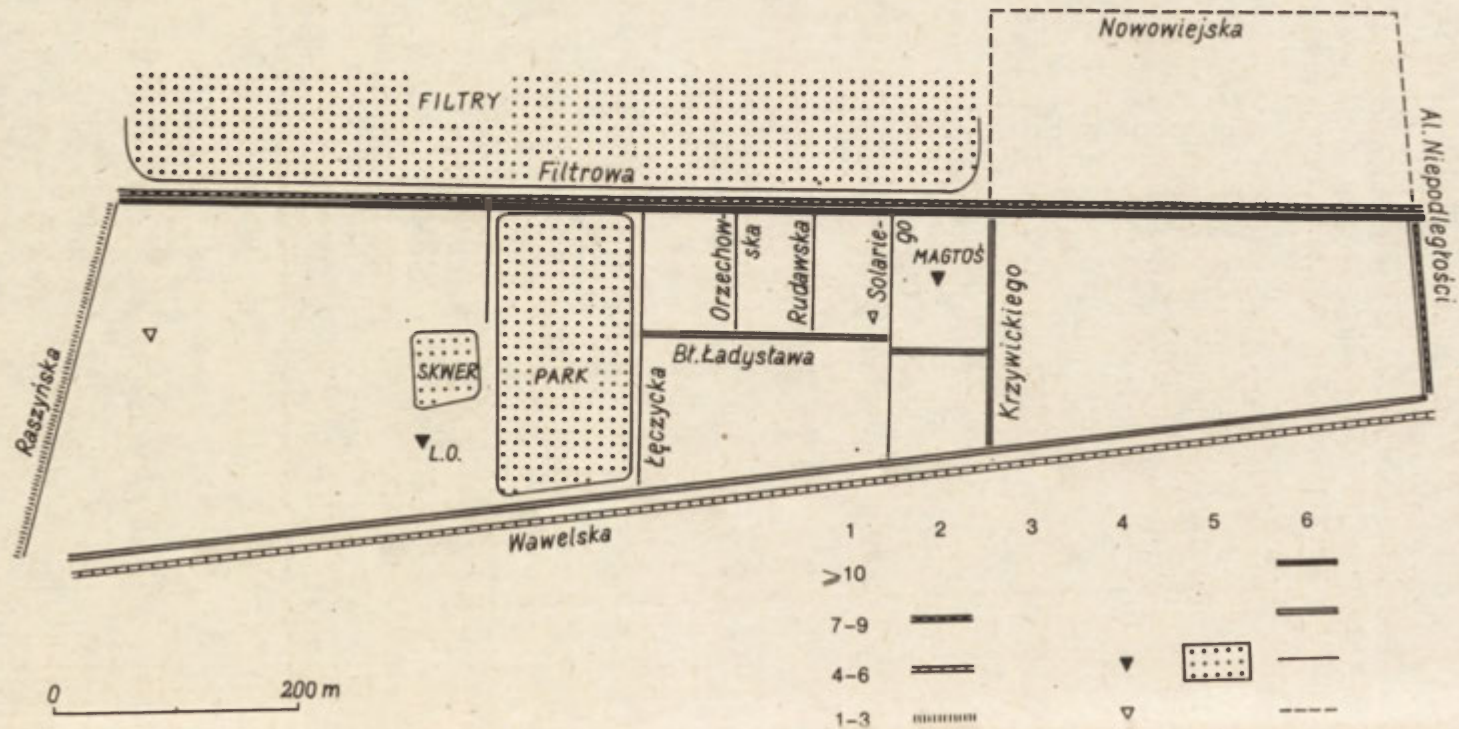 Nowowiejska
FILTRY
Al. Niepodległości
Filtrowa
Orzechow-
ska
Rudawska
Solarie-
go
MAGTOŚ
Krzywickiego
Raszyńska
SKWER
PARK
Bł.Ładysława
Łęczycka
L.O.
Wawelska
1 2 3 4 5 6
⩾10
7-9
4-6
1-3
0 200 m